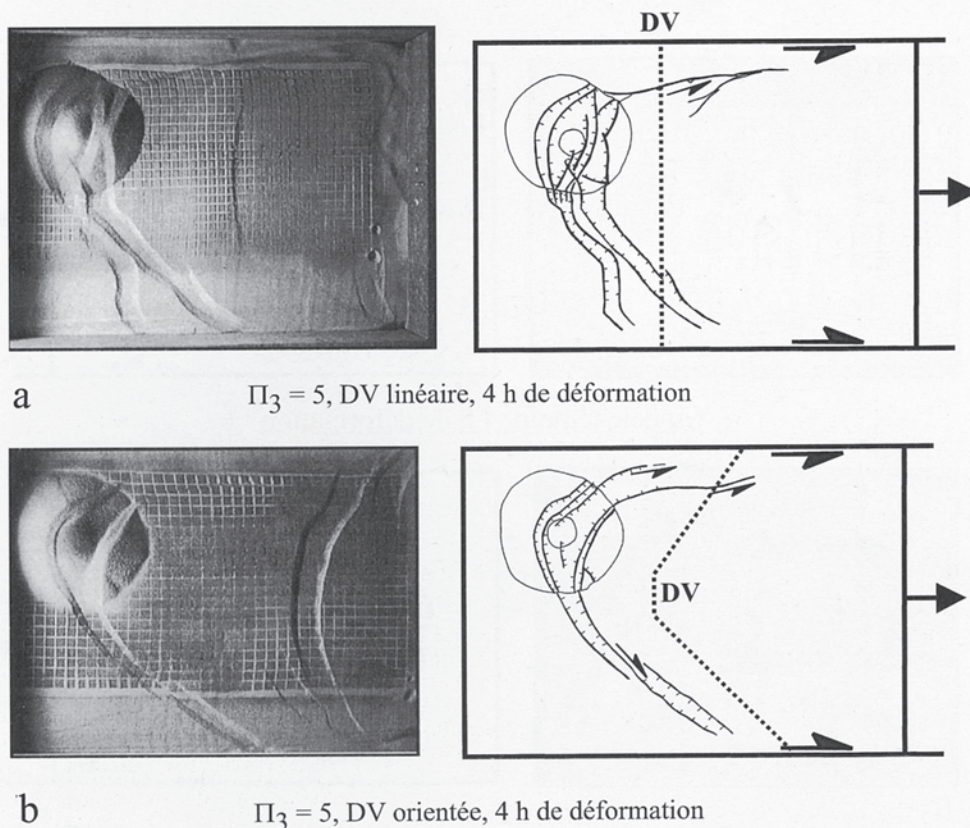 DV
a
Π3 = 5, DV linéaire, 4 h de déformation
DV
b
Π3 = 5, DV orientée, 4 h de déformation